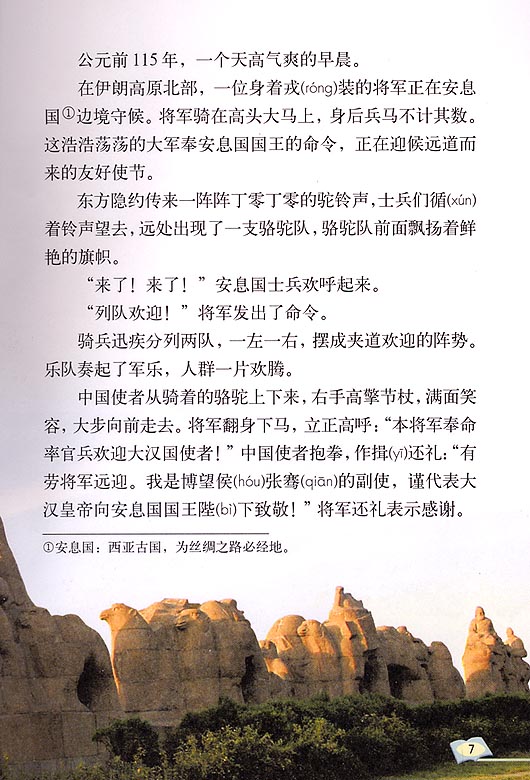 公元前115年，一个天高气爽的早晨。
在伊朗高原北部，一位身着戎(róng)装的将军正在安息
国①边境守候。将军骑在高头大马上，身后兵马不计其数。
这浩浩荡荡的大军奉安息国国王的命令，正在迎候远道而
来的友好使节。
东方隐约传来一阵阵丁零丁零的驼铃声，士兵们循(xún)
着铃声望去，远处出现了一支骆驼队，骆驼队前面飘扬着鲜
艳的旗帜。
“来了！来了！”安息国士兵欢呼起来。
“列队欢迎！”将军发出了命令。
骑兵迅疾分列两队，一左一右，摆成夹道欢迎的阵势。
乐队奏起了军乐，人群一片欢腾。
中国使者从骑着的骆驼上下来，右手高擎节杖，满面笑
容，大步向前走去。将军翻身下马，立正高呼：“本将军奉命
率官兵欢迎大汉国使者！”中国使者抱拳，作揖(yī)还礼：“有
劳将军远迎。我是博望侯(hóu)张骞(qiān)的副使，谨代表大
汉皇帝向安息国国王陛(bì)下致敬！”将军还礼表示感谢。
①安息国：西亚古国，为丝绸之路必经地。
7